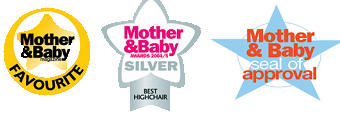 Mother
&Baby
magazine
FAVOURITE
Mother
&Baby
AWARDS 2004/5
SILVER
BEST
HIGHCHAIR
Mother
& Baby
seal of
approval